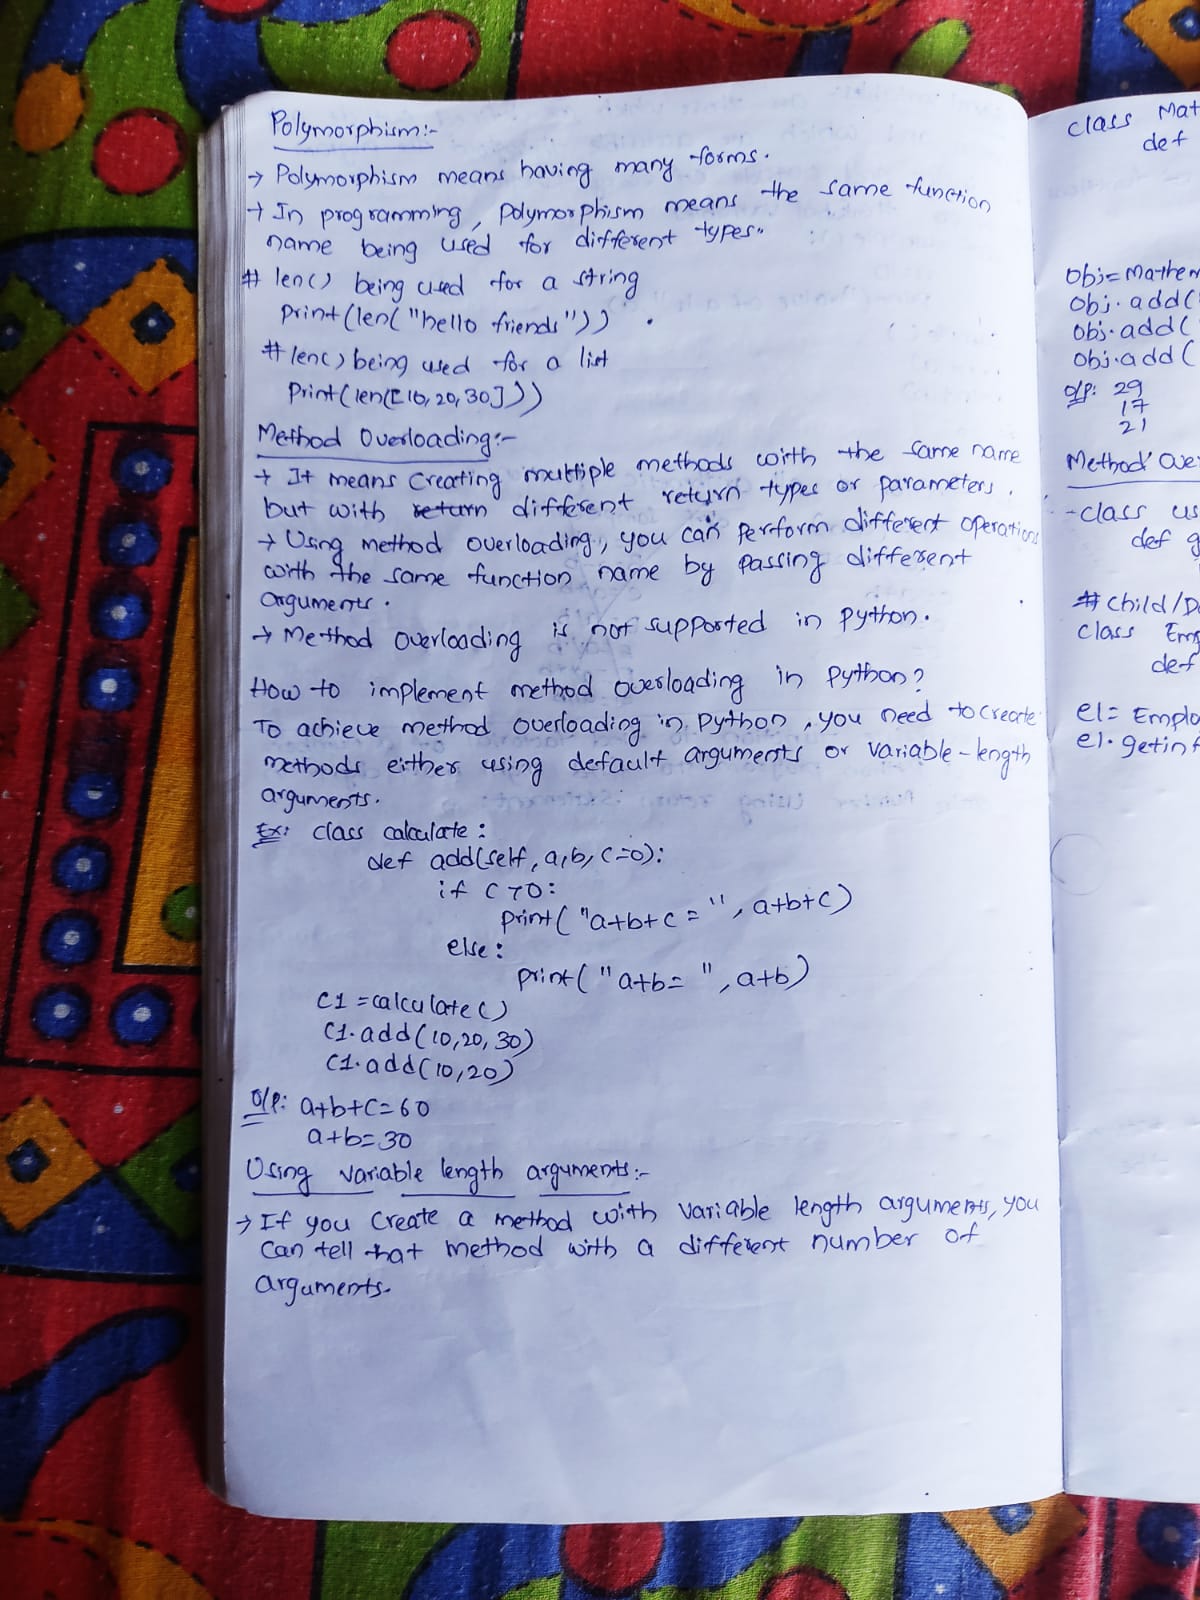 Polymorphism:-
→ Polymorphism means having many forms.
→ In programming, polymorphism means the same function
name being used for different types.
# len() being used for a string
print(len("hello friends"))
# len() being used for a list
print(len([10,20,30]))
Method Overloading:-
→ It means creating multiple methods with the same name
but with return different return types or parameters.
→ Using method overloading, you can perform different operations
with the same function name by passing different
arguments.
→ Method overloading is not supported in python.
How to implement method overloading in python?
To achieve method overloading in python, you need to create
methods either using default arguments or variable-length
arguments.
Ex: class calculate:
def add(self,a,b,c=0):
if c>0:
print("a+b+c=",a+b+c)
else:
print("a+b=",a+b)
C1=calculate()
C1.add(10,20,30)
C1.add(10,20)
O/P: a+b+c=60
a+b=30
Using variable length arguments:-
→ If you create a method with variable length arguments, you
can tell that method with a different number of
arguments.
class Mat
def
Obj=Mathem
Obj.add(
Obj.add(
Obj.add(
O/P: 29
17
21
Method Over
-class us
def g
# child/De
class Emp
def
e1= Emplo
e1.getinf